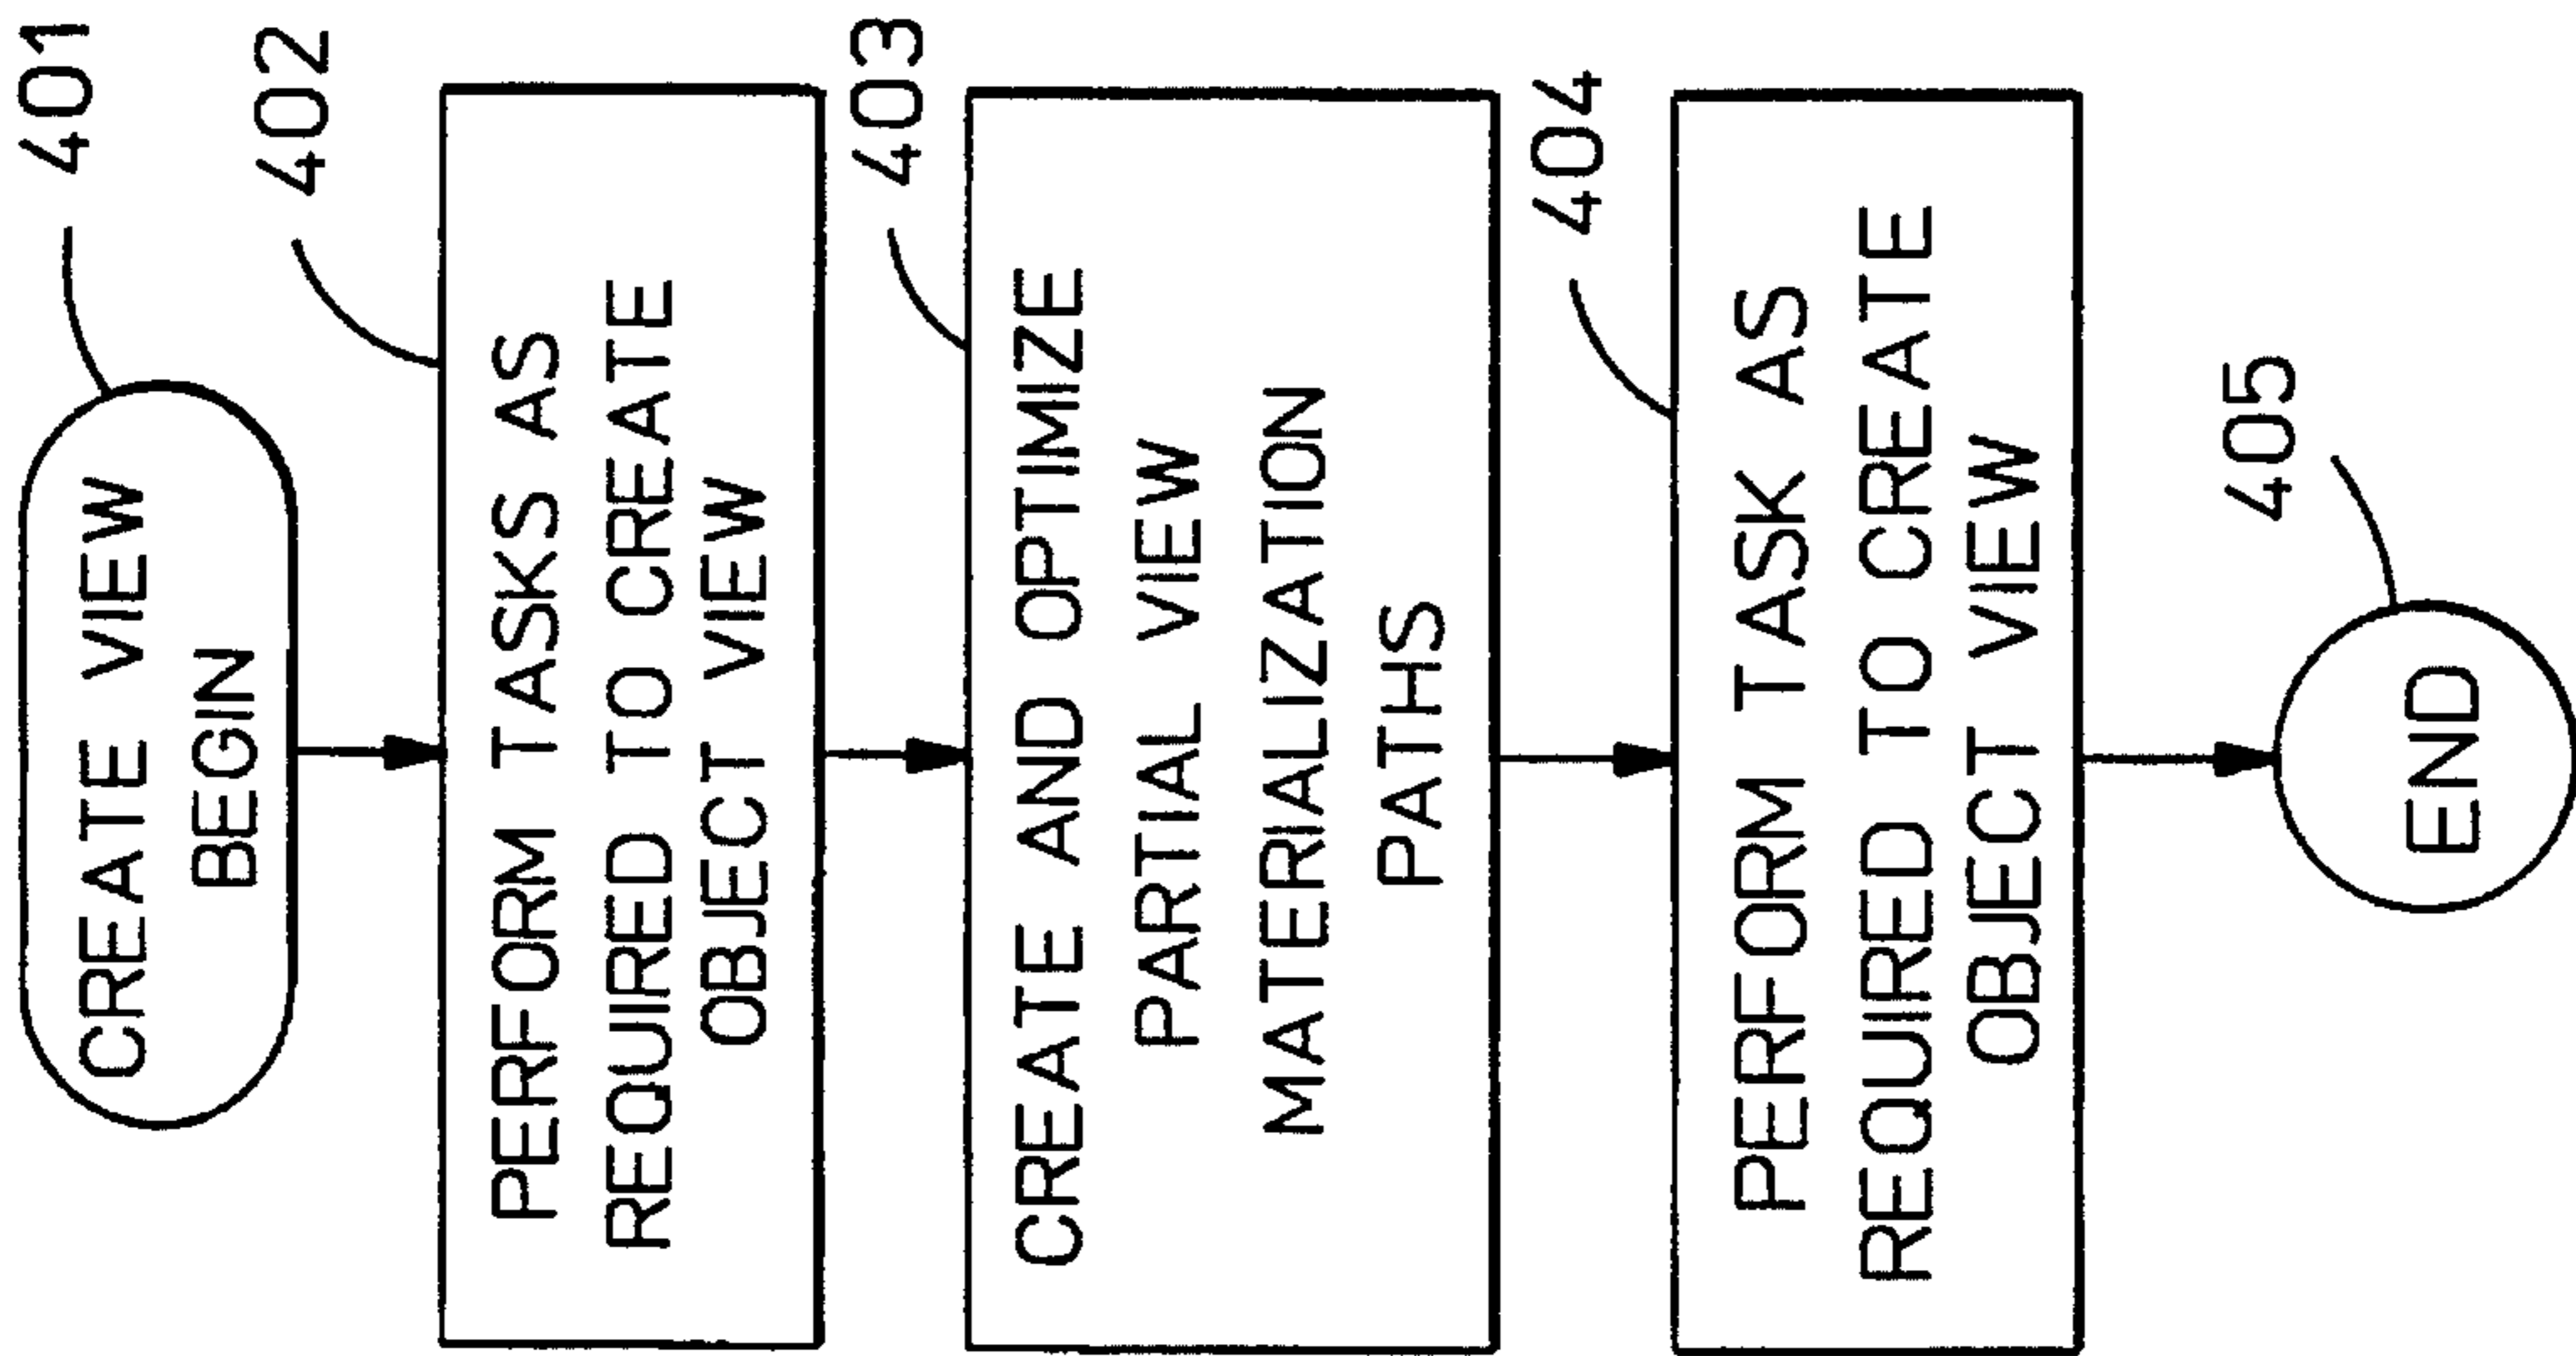 401
CREATE VIEW
BEGIN
402
PERFORM TASKS AS
REQUIRED TO CREATE
OBJECT VIEW
403
CREATE AND OPTIMIZE
PARTIAL VIEW
MATERIALIZATION
PATHS
404
PERFORM TASK AS
REQUIRED TO CREATE
OBJECT VIEW
405
END